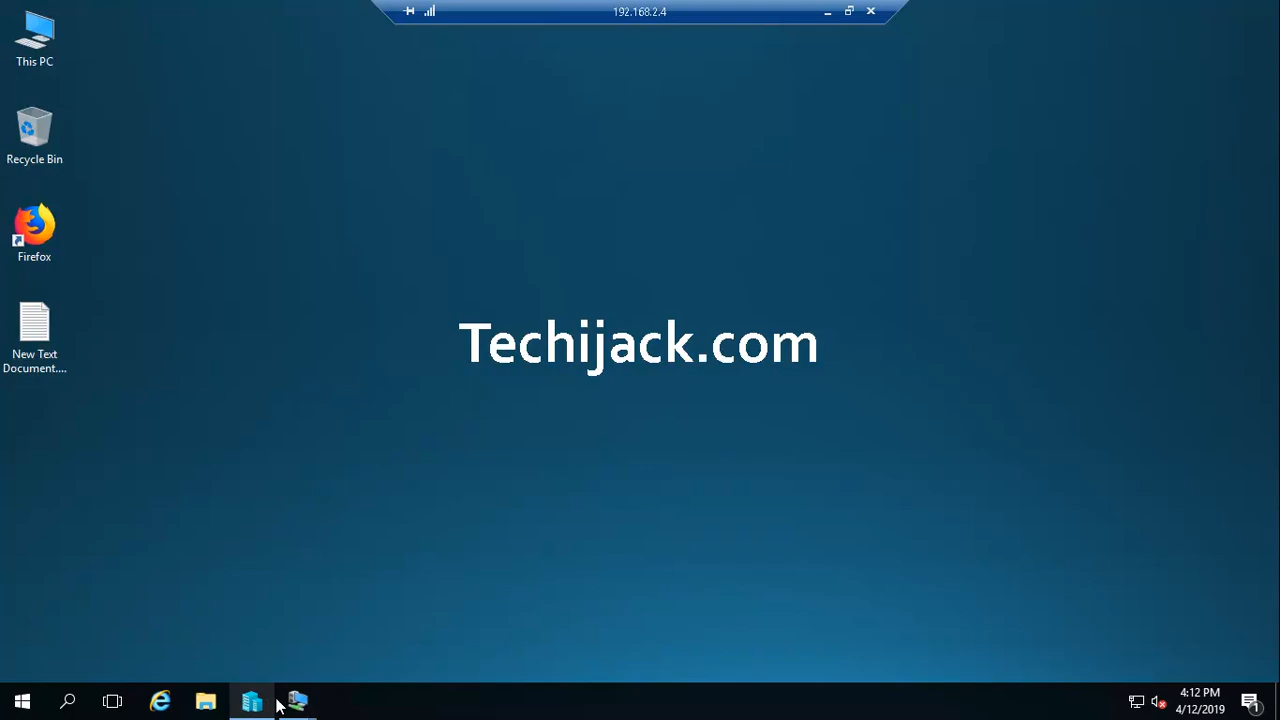 192.168.2.4
This PC
Recycle Bin
Firefox
New Text
Document....
Techijack.com
4:12 PM
4/12/2019
1